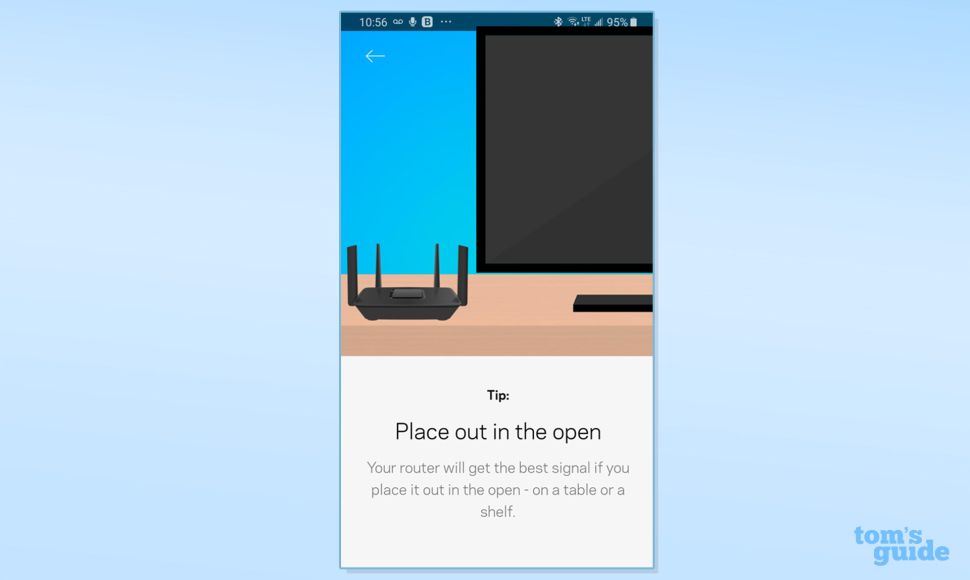 10:56 B ... LTE 95%
Tip:
Place out in the open
Your router will get the best signal if you
place it out in the open - on a table or a
shelf.
tom's
guide